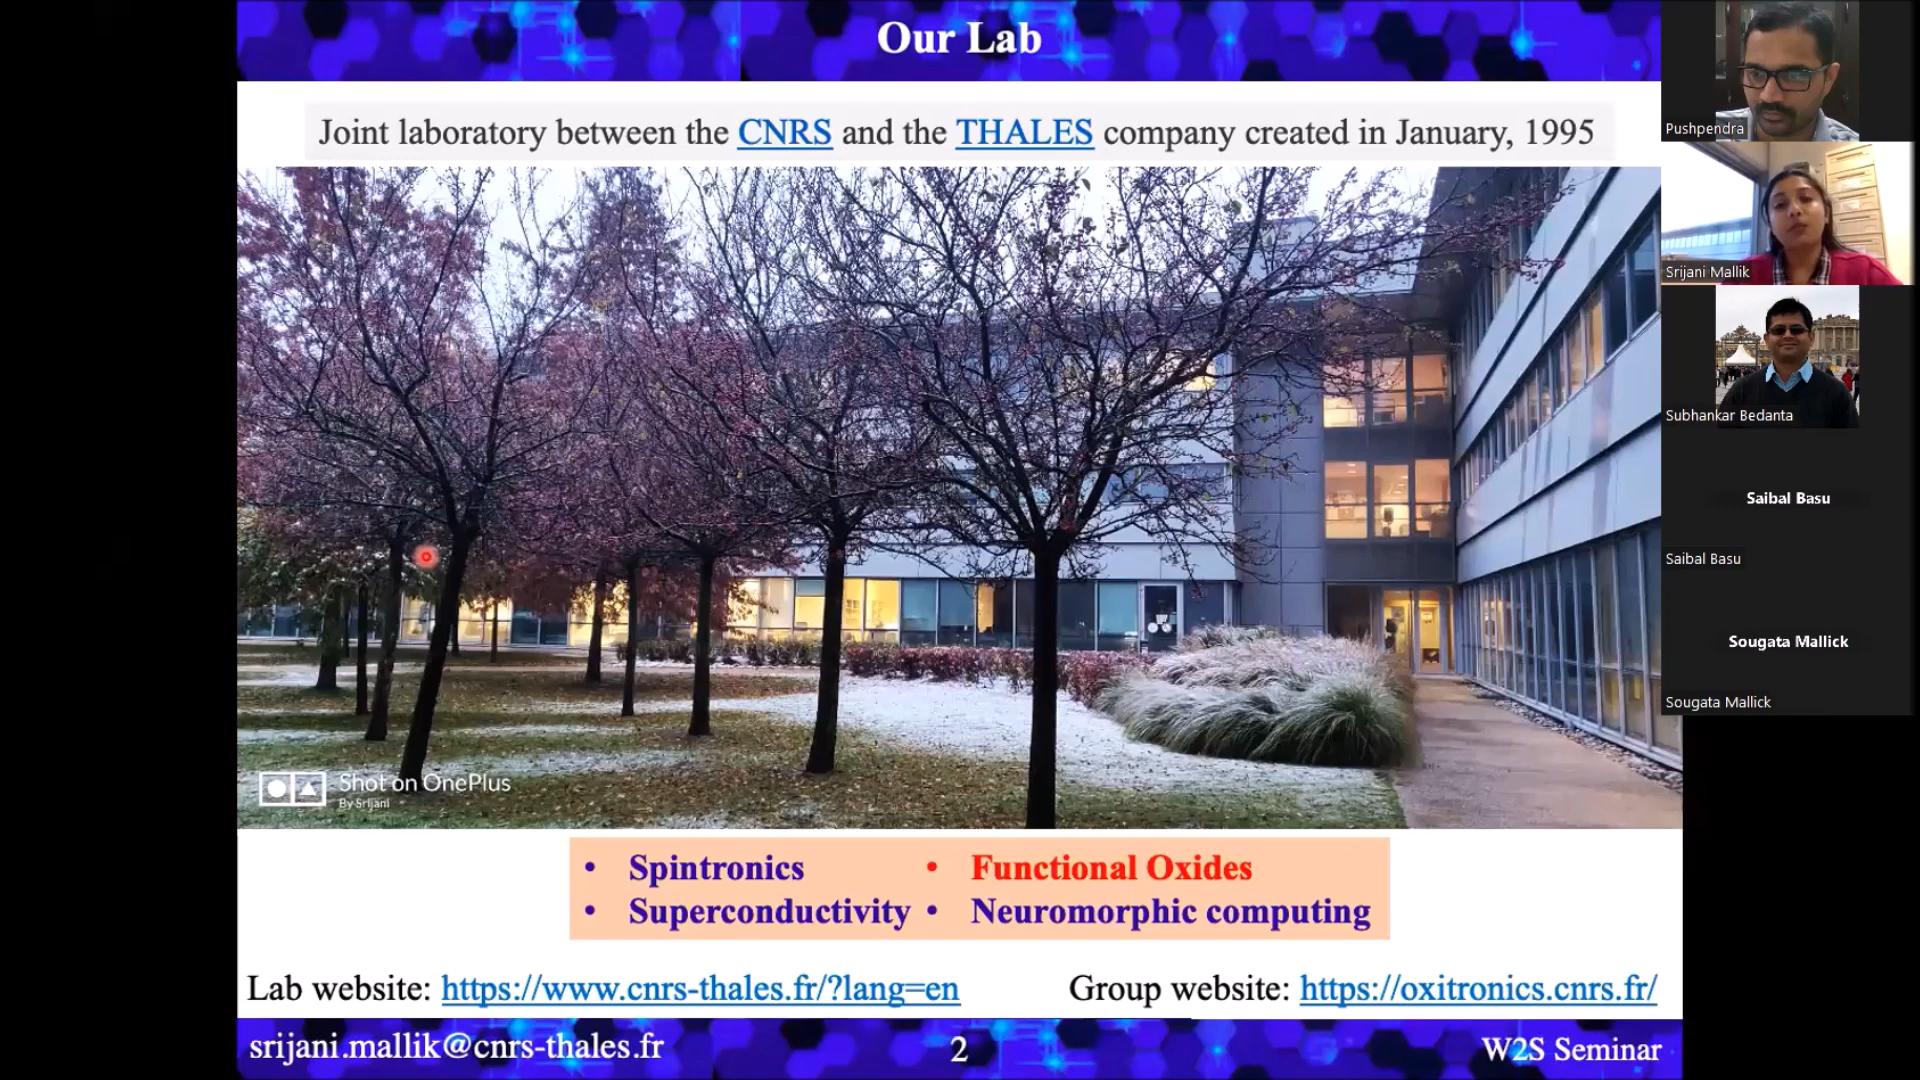 Our Lab
Joint laboratory between the CNRS and the THALES company created in January, 1995
Shot on OnePlus
By Srijani
• Spintronics
• Superconductivity
• Functional Oxides
• Neuromorphic computing
Lab website: https://www.cnrs-thales.fr/?lang=en
Group website: https://oxitronics.cnrs.fr/
srijani.mallik@cnrs-thales.fr
2
W2S Seminar
Pushpendra
Srijani Mallik
Subhankar Bedanta
Saibal Basu
Saibal Basu
Sougata Mallick
Sougata Mallick